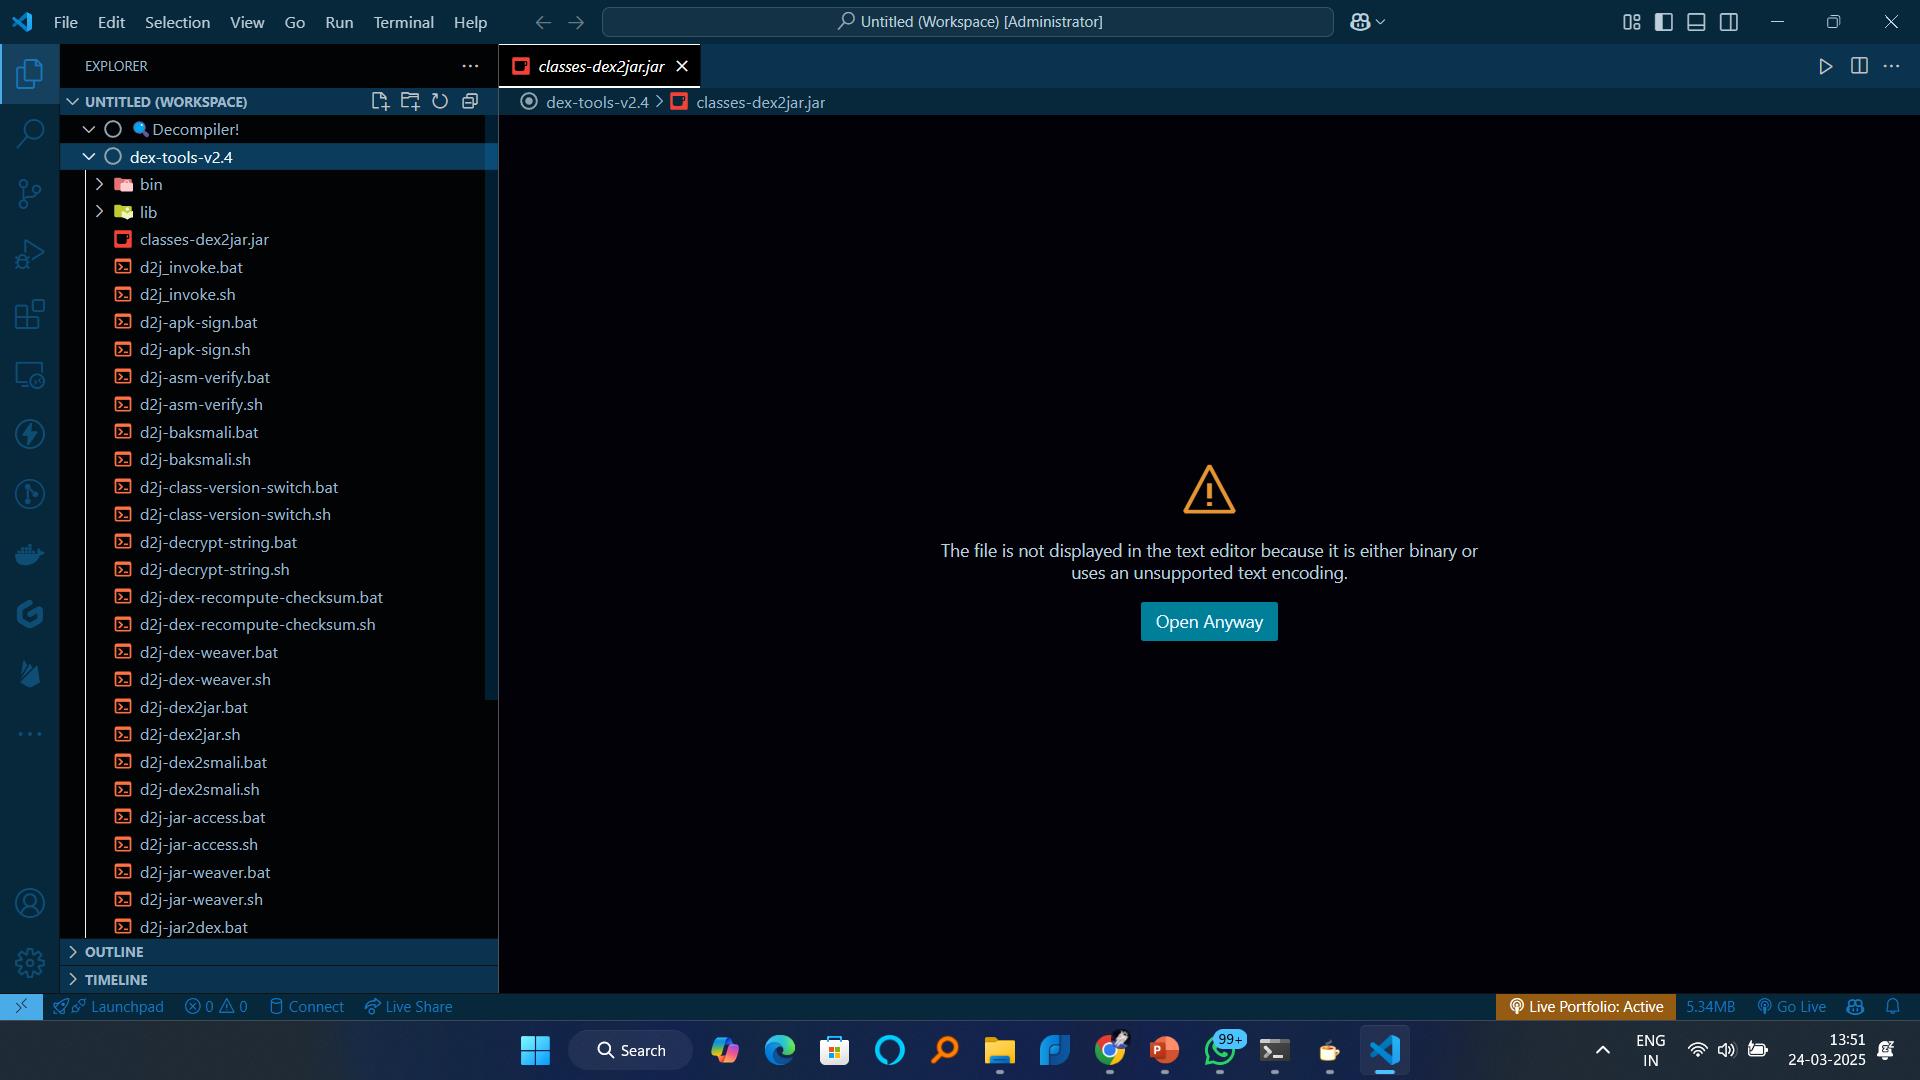 File Edit Selection View Go Run Terminal Help
Untitled (Workspace) [Administrator]
EXPLORER
classes-dex2jar.jar
UNTITLED (WORKSPACE)
dex-tools-v2.4 classes-dex2jar.jar
Decompiler!
dex-tools-v2.4
bin
lib
classes-dex2jar.jar
d2j_invoke.bat
d2j_invoke.sh
d2j-apk-sign.bat
d2j-apk-sign.sh
d2j-asm-verify.bat
d2j-asm-verify.sh
d2j-baksmali.bat
d2j-baksmali.sh
d2j-class-version-switch.bat
d2j-class-version-switch.sh
d2j-decrypt-string.bat
d2j-decrypt-string.sh
d2j-dex-recompute-checksum.bat
d2j-dex-recompute-checksum.sh
d2j-dex-weaver.bat
d2j-dex-weaver.sh
d2j-dex2jar.bat
d2j-dex2jar.sh
d2j-dex2smali.bat
d2j-dex2smali.sh
d2j-jar-access.bat
d2j-jar-access.sh
d2j-jar-weaver.bat
d2j-jar-weaver.sh
d2j-jar2dex.bat
OUTLINE
TIMELINE
The file is not displayed in the text editor because it is either binary or
uses an unsupported text encoding.
Open Anyway
Launchpad 0 0 Connect Live Share
Live Portfolio: Active 5.34MB Go Live
Search
99+
ENG
IN
13:51
24-03-2025